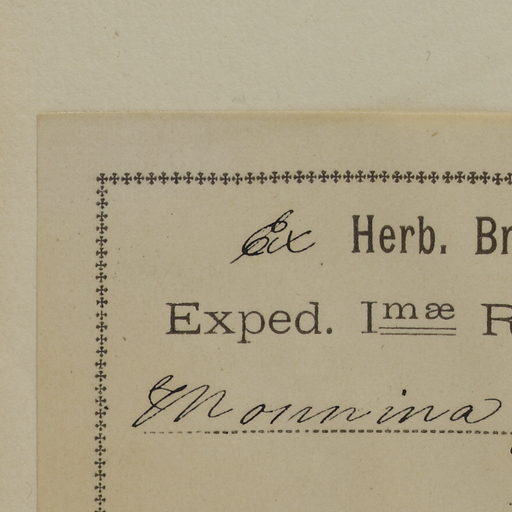 Ex Herb. Br
Exped. Imæ R
Monnina